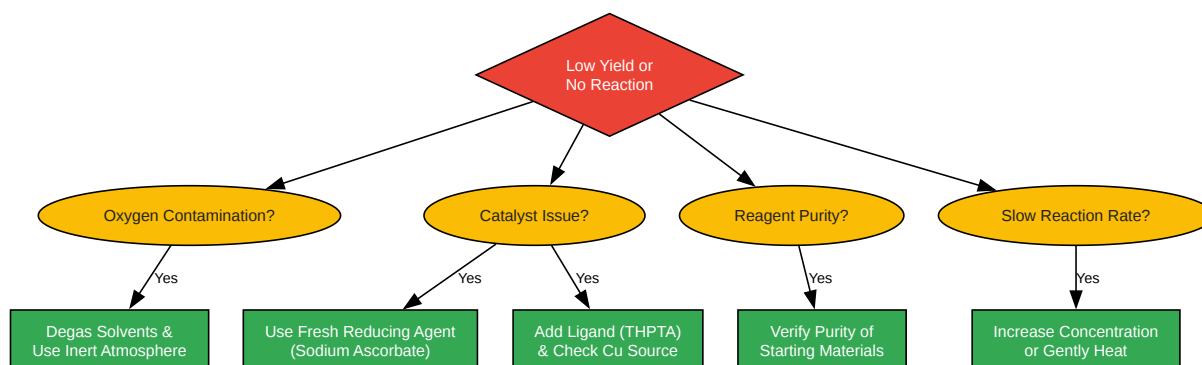 Low Yield or
No Reaction
Oxygen Contamination?
Catalyst Issue?
Reagent Purity?
Slow Reaction Rate?
Yes
Yes
Yes
Yes
Yes
Degas Solvents &
Use Inert Atmosphere
Use Fresh Reducing Agent
(Sodium Ascorbate)
Add Ligand (THPTA)
& Check Cu Source
Verify Purity of
Starting Materials
Increase Concentration
or Gently Heat